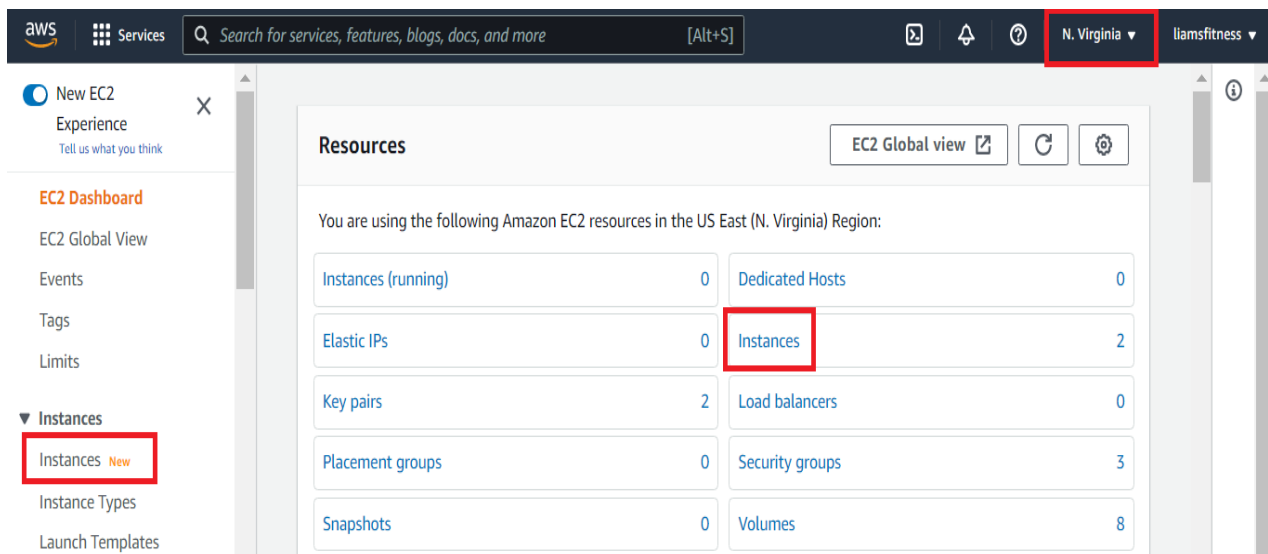 aws
Services
Search for services, features, blogs, docs, and more [Alt+S]
N. Virginia ▼
liamsfitness ▼
New EC2
Experience
Tell us what you think
EC2 Dashboard
EC2 Global View
Events
Tags
Limits
▼ Instances
Instances New
Instance Types
Launch Templates
Resources
EC2 Global view
You are using the following Amazon EC2 resources in the US East (N. Virginia) Region:
Instances (running) 0
Dedicated Hosts 0
Elastic IPs 0
Instances 2
Key pairs 2
Load balancers 0
Placement groups 0
Security groups 3
Snapshots 0
Volumes 8